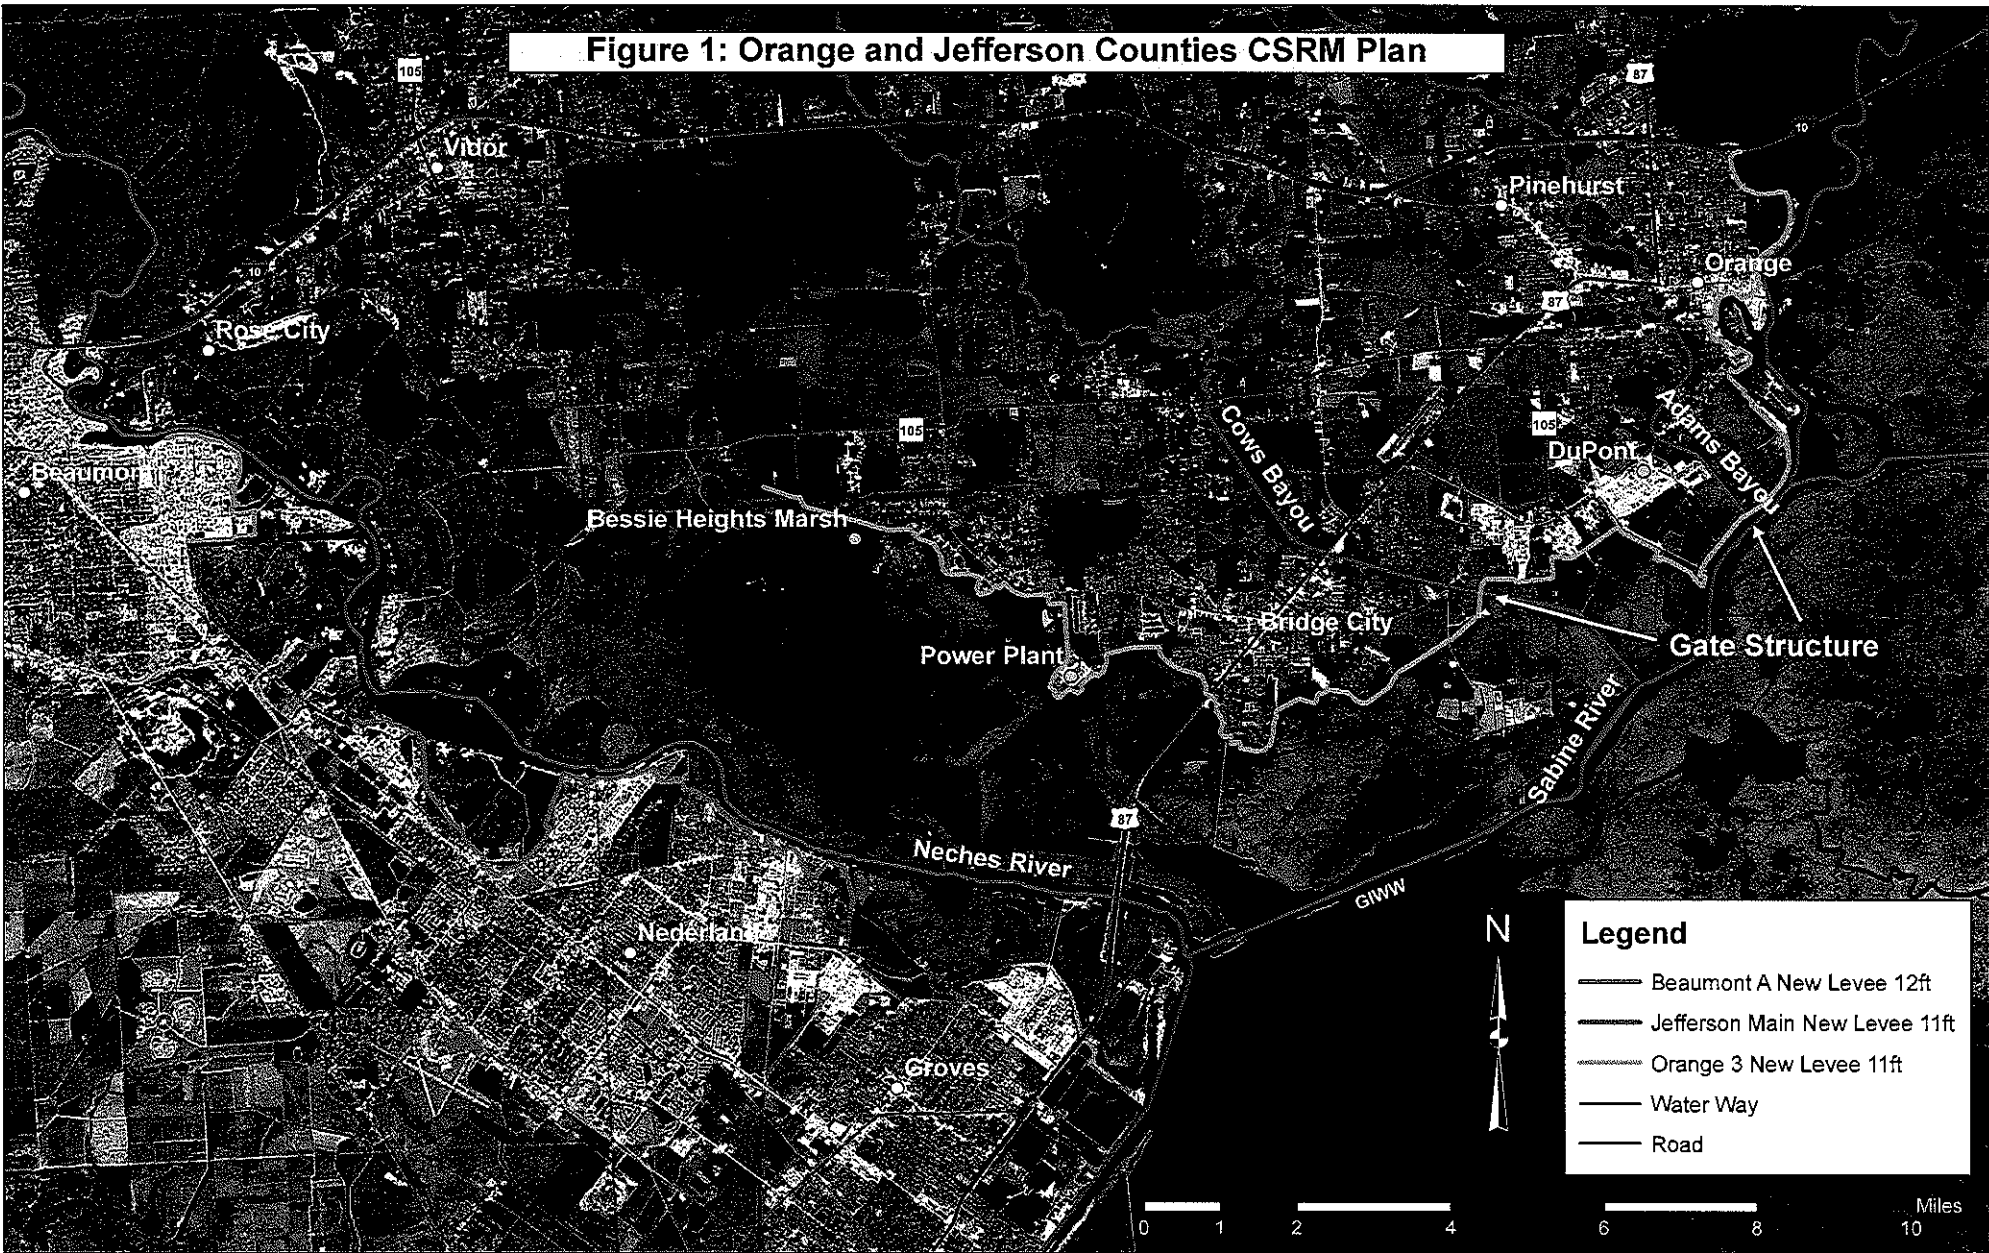 Figure 1: Orange and Jefferson Counties CSRM Plan
105
87
10
Vidor
Pinehurst
Orange
10
87
Rose City
Cows Bayou
105
105
Adams Bayou
DuPont
Beaumont
Bessie Heights Marsh
Bridge City
Gate Structure
Power Plant
Sabine River
87
Neches River
GIWW
N
Nederland
Groves
Legend
Beaumont A New Levee 12ft
Jefferson Main New Levee 11ft
Orange 3 New Levee 11ft
Water Way
Road
Miles
0 1 2 4 6 8 10